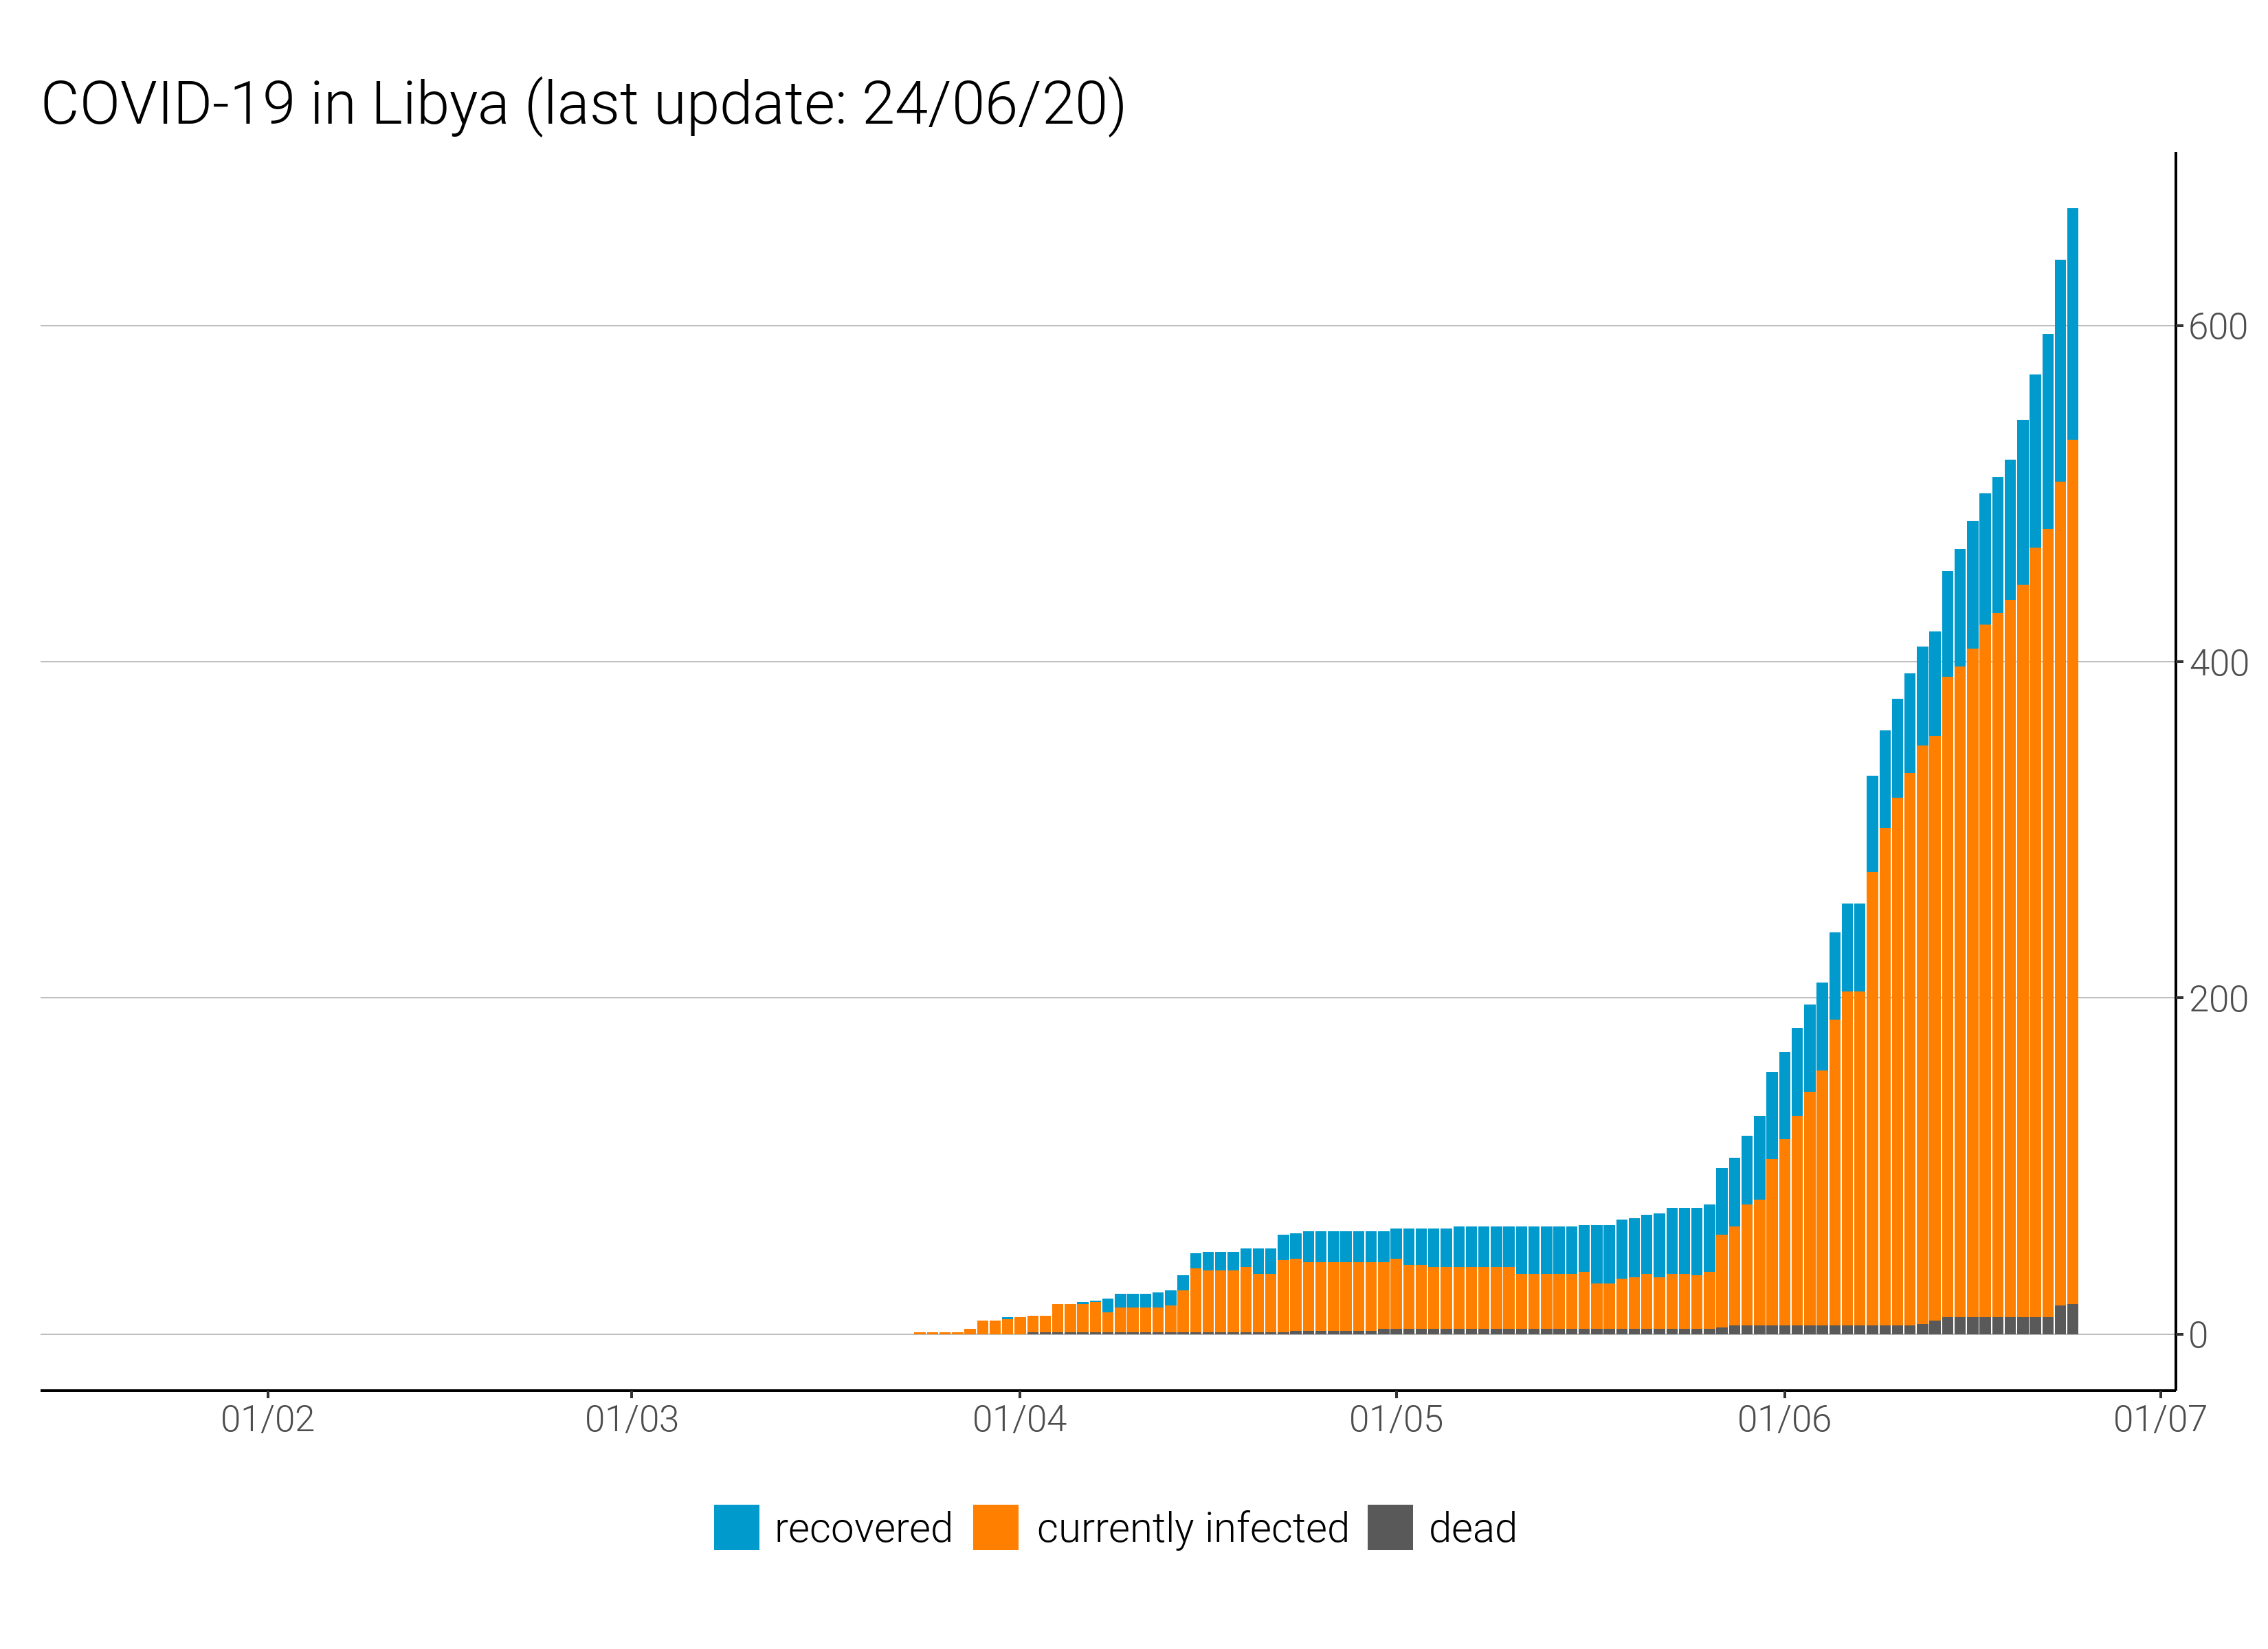 COVID-19 in Libya (last update: 24/06/20)
600
400
200
0
01/02 01/03 01/04 01/05 01/06 01/07
recovered currently infected dead